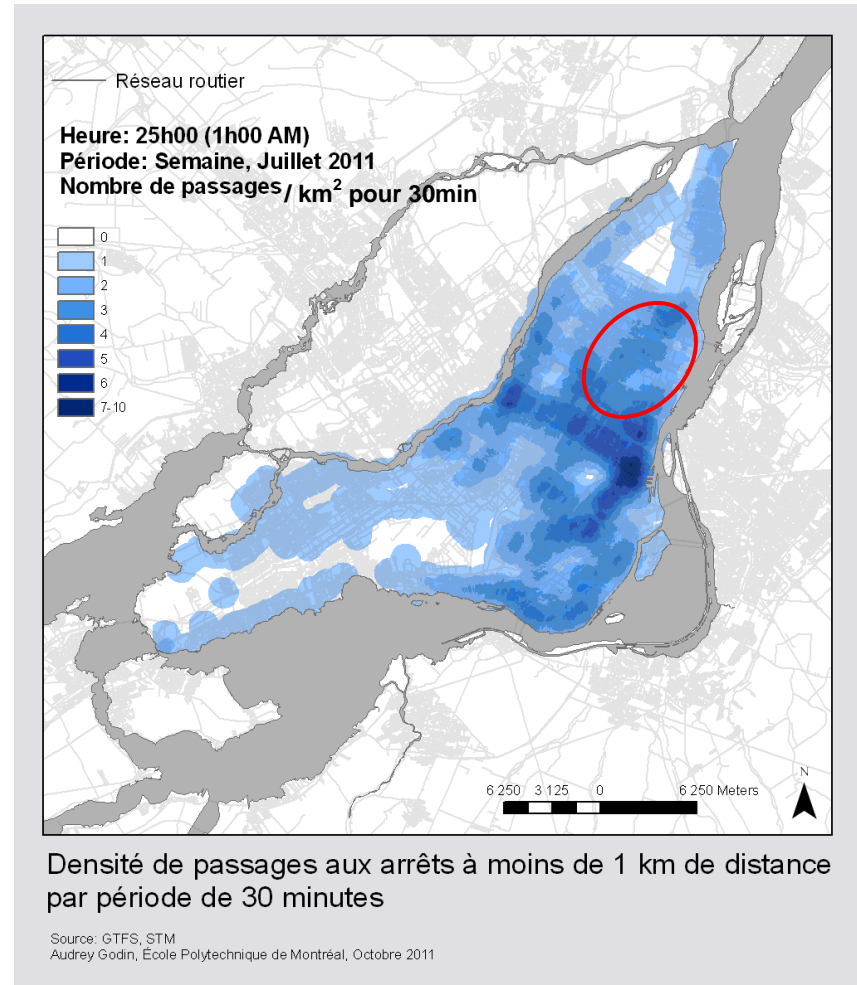 Réseau routier
Heure: 25h00 (1h00 AM)
Période: Semaine, Juillet 2011
Nombre de passages / km² pour 30min
0
1
2
3
4
5
6
7-10
N
6 250 3 125 0 6 250 Meters
Densité de passages aux arrêts à moins de 1 km de distance
par période de 30 minutes
Source: GTFS, STM
Audrey Godin, École Polytechnique de Montréal, Octobre 2011